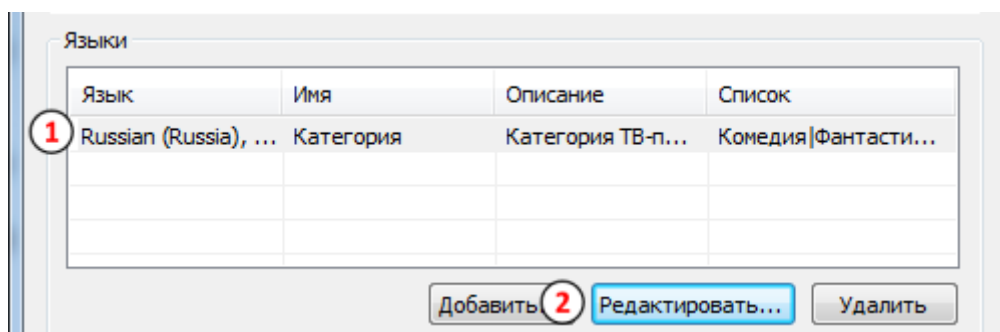 Языки
Язык Имя Описание Список
1 Russian (Russia), ... Категория Категория ТВ-п... Комедия|Фантасти...
Добавить 2 Редактировать... Удалить